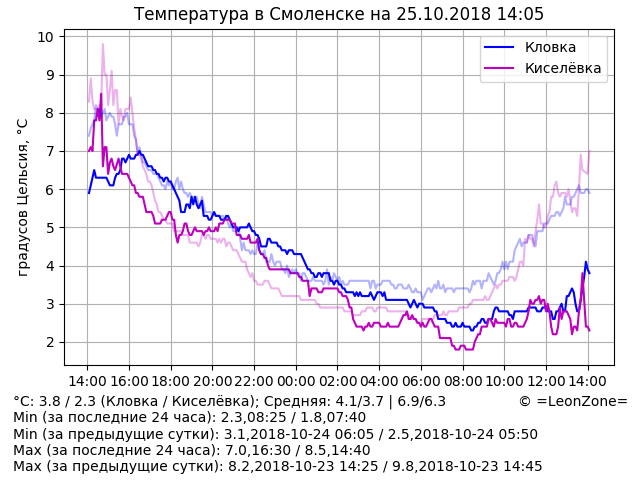 Температура в Смоленске на 25.10.2018 14:05
Кловка
Киселёвка
градусов Цельсия, °C
10
9
8
7
6
5
4
3
2
14:00 16:00 18:00 20:00 22:00 00:00 02:00 04:00 06:00 08:00 10:00 12:00 14:00
°C: 3.8 / 2.3 (Кловка / Киселёвка); Средняя: 4.1/3.7 | 6.9/6.3 © =LeonZone=
Min (за последние 24 часа): 2.3,08:25 / 1.8,07:40
Min (за предыдущие сутки): 3.1,2018-10-24 06:05 / 2.5,2018-10-24 05:50
Max (за последние 24 часа): 7.0,16:30 / 8.5,14:40
Max (за предыдущие сутки): 8.2,2018-10-23 14:25 / 9.8,2018-10-23 14:45